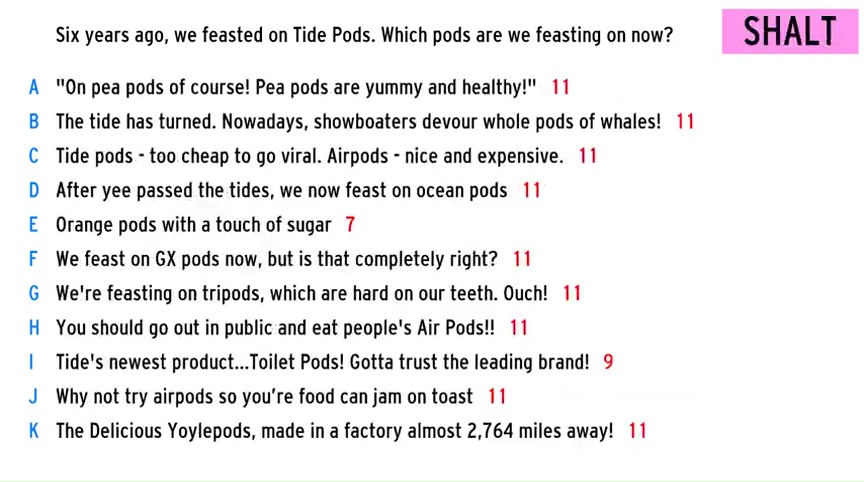 Six years ago, we feasted on Tide Pods. Which pods are we feasting on now?
SHALT
A "On pea pods of course! Pea pods are yummy and healthy!" 11
B The tide has turned. Nowadays, showboaters devour whole pods of whales! 11
C Tide pods - too cheap to go viral. Airpods - nice and expensive. 11
D After yee passed the tides, we now feast on ocean pods 11
E Orange pods with a touch of sugar 7
F We feast on GX pods now, but is that completely right? 11
G We're feasting on tripods, which are hard on our teeth. Ouch! 11
H You should go out in public and eat people's Air Pods!! 11
I Tide's newest product...Toilet Pods! Gotta trust the leading brand! 9
J Why not try airpods so you're food can jam on toast 11
K The Delicious Yoylepods, made in a factory almost 2,764 miles away! 11